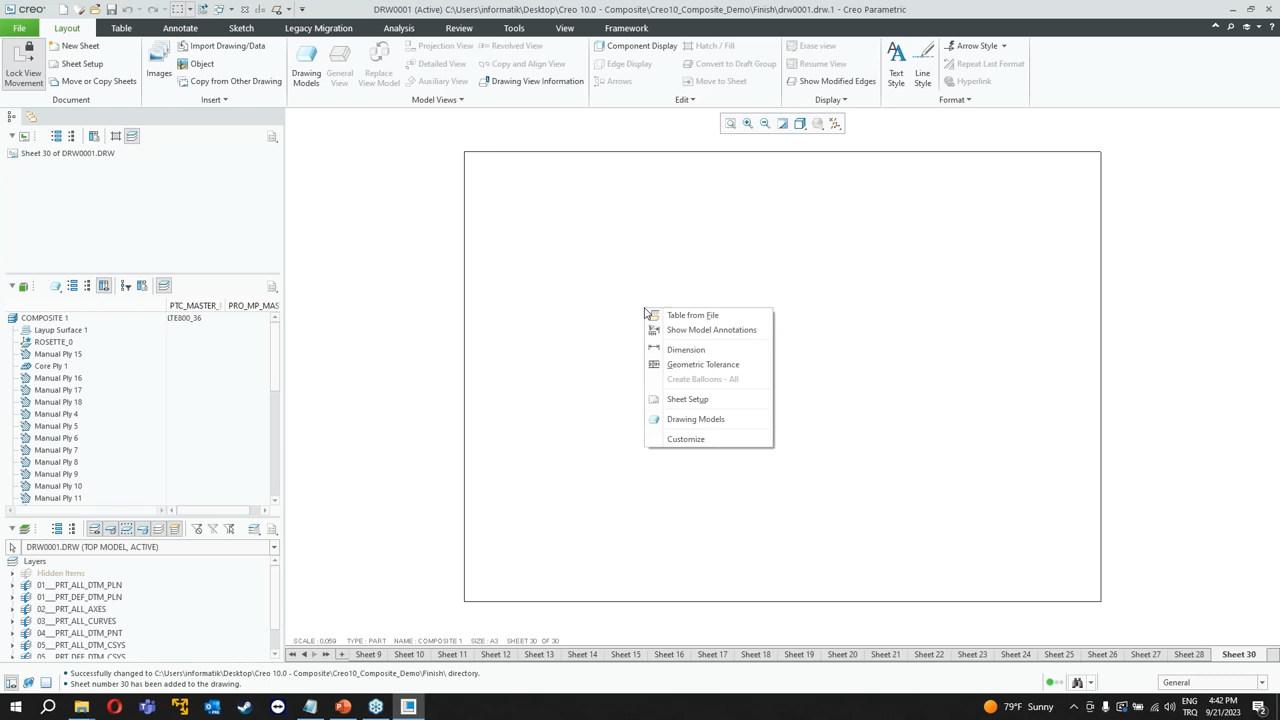 creo
DRW0001 (Active) C:\Users\informatik\Desktop\Creo 10.0 - Composite\Creo10_Composite_Demo\Finish\drw0001.drw.1 - Creo Parametric
File Layout Table Annotate Sketch Legacy Migration Analysis Review Tools View Framework
Lock View Movement
New Sheet
Sheet Setup
Move or Copy Sheets
Document
Images
Import Drawing/Data
Object
Copy from Other Drawing
Insert
Drawing Models
General View
Replace View Model
Projection View
Detailed View
Auxiliary View
Revolved View
Copy and Align View
Drawing View Information
Model Views
Component Display
Edge Display
Arrows
Hatch / Fill
Convert to Draft Group
Move to Sheet
Edit
Erase view
Resume View
Show Modified Edges
Display
Text Style
Line Style
Arrow Style
Repeat Last Format
Hyperlink
Format
Sheet 30 of DRW0001.DRW
PTC_MASTER_ PRO_MP_MAS
COMPOSITE 1 LTE800_36
Layup Surface 1
ROSETTE_0
Manual Ply 15
Core Ply 1
Manual Ply 16
Manual Ply 17
Manual Ply 18
Manual Ply 4
Manual Ply 5
Manual Ply 6
Manual Ply 7
Manual Ply 8
Manual Ply 9
Manual Ply 10
Manual Ply 11
DRW0001.DRW (TOP MODEL, ACTIVE)
Layers
Hidden Items
01___PRT_ALL_DTM_PLN
01___PRT_DEF_DTM_PLN
02___PRT_ALL_AXES
03___PRT_ALL_CURVES
04___PRT_ALL_DTM_PNT
05___PRT_ALL_DTM_CSYS
05___PRT_DEF_DTM_CSYS
Table from File
Show Model Annotations
Dimension
Geometric Tolerance
Create Balloons - All
Sheet Setup
Drawing Models
Customize
SCALE : 0,059 TYPE : PART NAME : COMPOSITE 1 SIZE : A3 SHEET 30 OF 30
Sheet 9 Sheet 10 Sheet 11 Sheet 12 Sheet 13 Sheet 14 Sheet 15 Sheet 16 Sheet 17 Sheet 18 Sheet 19 Sheet 20 Sheet 21 Sheet 22 Sheet 23 Sheet 24 Sheet 25 Sheet 26 Sheet 27 Sheet 28 Sheet 30
• Successfully changed to C:\Users\informatik\Desktop\Creo 10.0 - Composite\Creo10_Composite_Demo\Finish\ directory.
• Sheet number 30 has been added to the drawing.
General
79°F Sunny
ENG
TRQ
4:42 PM
9/21/2023
2